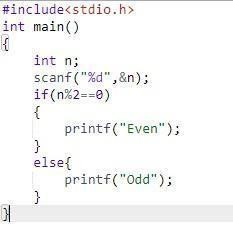 #include<stdio.h>
int main()
{
    int n;
    scanf("%d",&n);
    if(n%2==0)
    {
        printf("Even");
    }
    else{
        printf("Odd");
    }
}